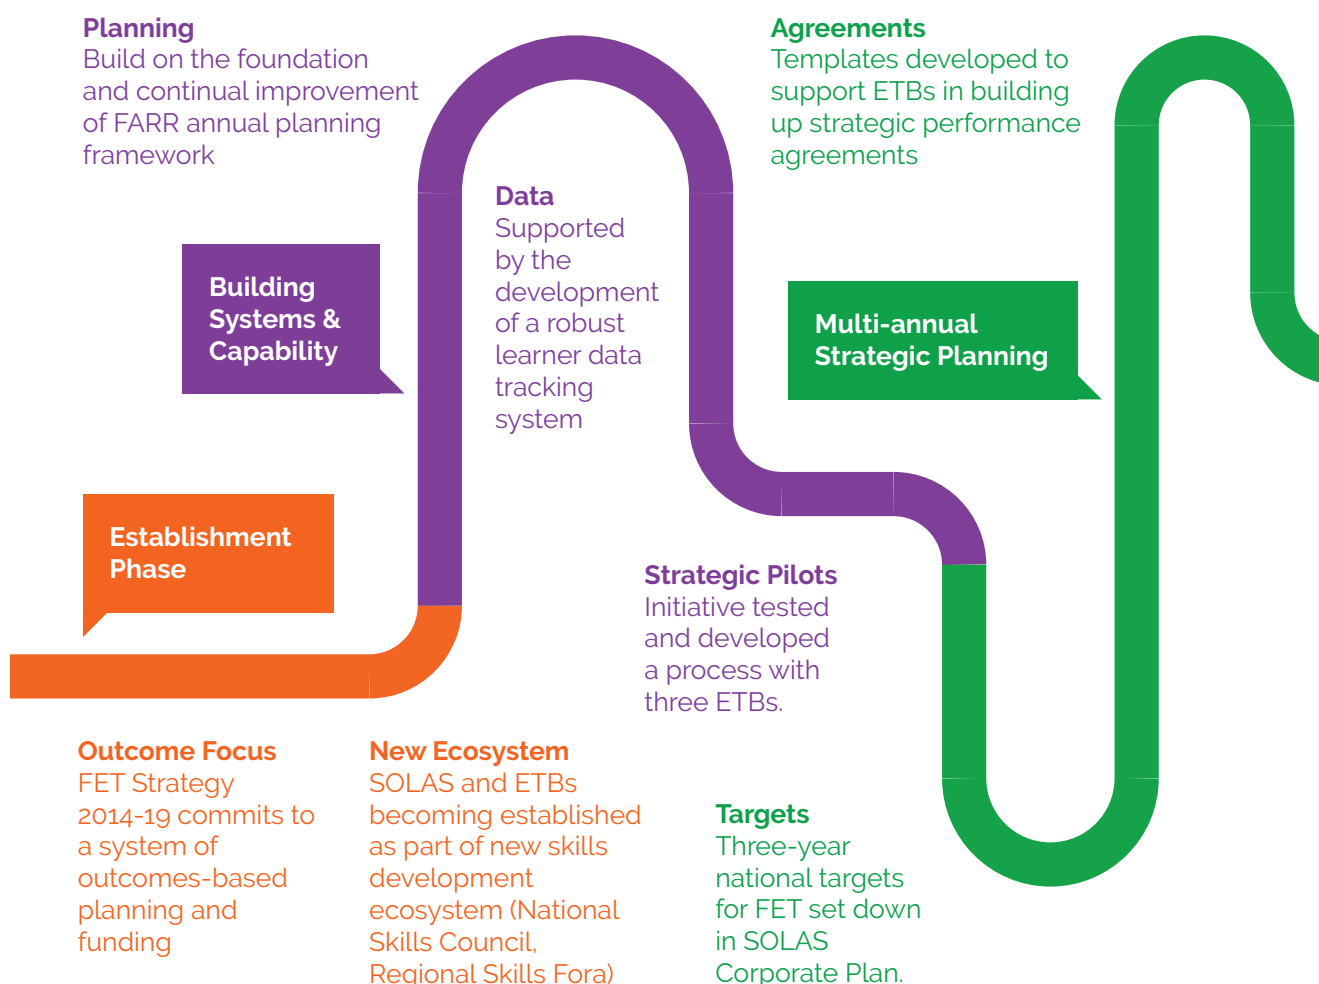 Planning
Build on the foundation
and continual improvement
of FARR annual planning
framework
Agreements
Templates developed to
support ETBs in building
up strategic performance
agreements
Data
Supported
by the
development
of a robust
learner data
tracking
system
Building
Systems &
Capability
Multi-annual
Strategic Planning
Establishment
Phase
Strategic Pilots
Initiative tested
and developed
a process with
three ETBs.
Outcome Focus
FET Strategy
2014-19 commits to
a system of
outcomes-based
planning and
funding
New Ecosystem
SOLAS and ETBs
becoming established
as part of new skills
development
ecosystem (National
Skills Council,
Regional Skills Fora)
Targets
Three-year
national targets
for FET set down
in SOLAS
Corporate Plan.